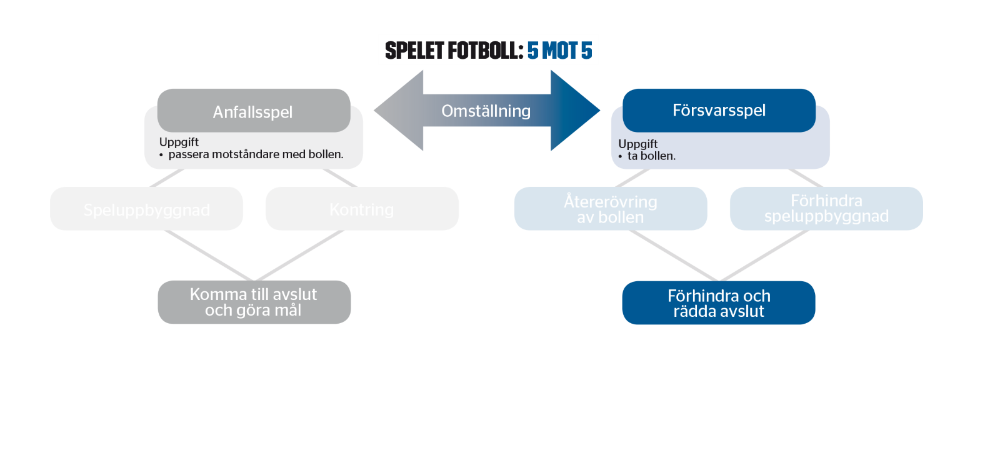 SPELET FOTBOLL: 5 MOT 5
Anfallsspel
Omställning
Försvarsspel
Uppgift
• passera motståndare med bollen.
Uppgift
• ta bollen.
Speluppbyggnad
Kontring
Återerövring
av bollen
Förhindra
speluppbyggnad
Komma till avslut
och göra mål
Förhindra och
rädda avslut